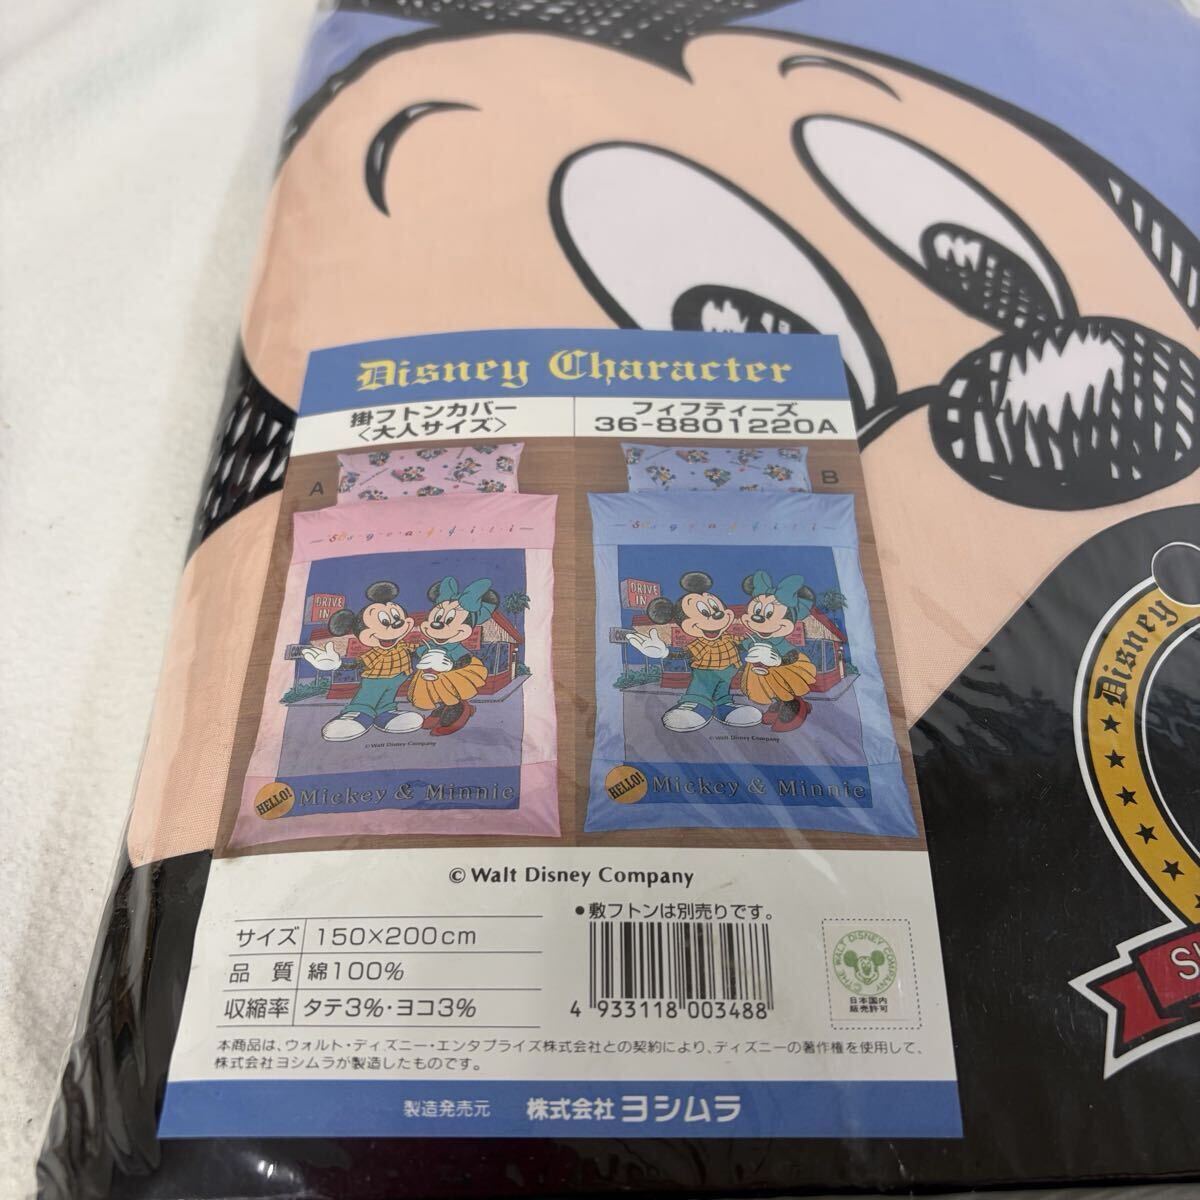 Disney Character
掛フトンカバー
〈大人サイズ〉
フィフティーズ
36-8801220A
A
B
50s·g·r·a·f·f·i·t·i
50s·g·r·a·f·f·i·t·i
DRIVE
IN
DRIVE
IN
© Walt Disney Company
© Walt Disney Company
HELLO!
Mickey & Minnie
HELLO!
Mickey & Minnie
© Walt Disney Company
●敷フトンは別売りです。
サイズ 150×200cm
品質 綿100%
収縮率 タテ3%・ヨコ3%
4 933118 003488
© THE WALT DISNEY COMPANY
日本国内
販売許可
本商品は、ウォルト・ディズニー・エンタプライズ株式会社との契約により、ディズニーの著作権を使用して、
株式会社ヨシムラが製造したものです。
製造発売元 株式会社 ヨシムラ
Disney